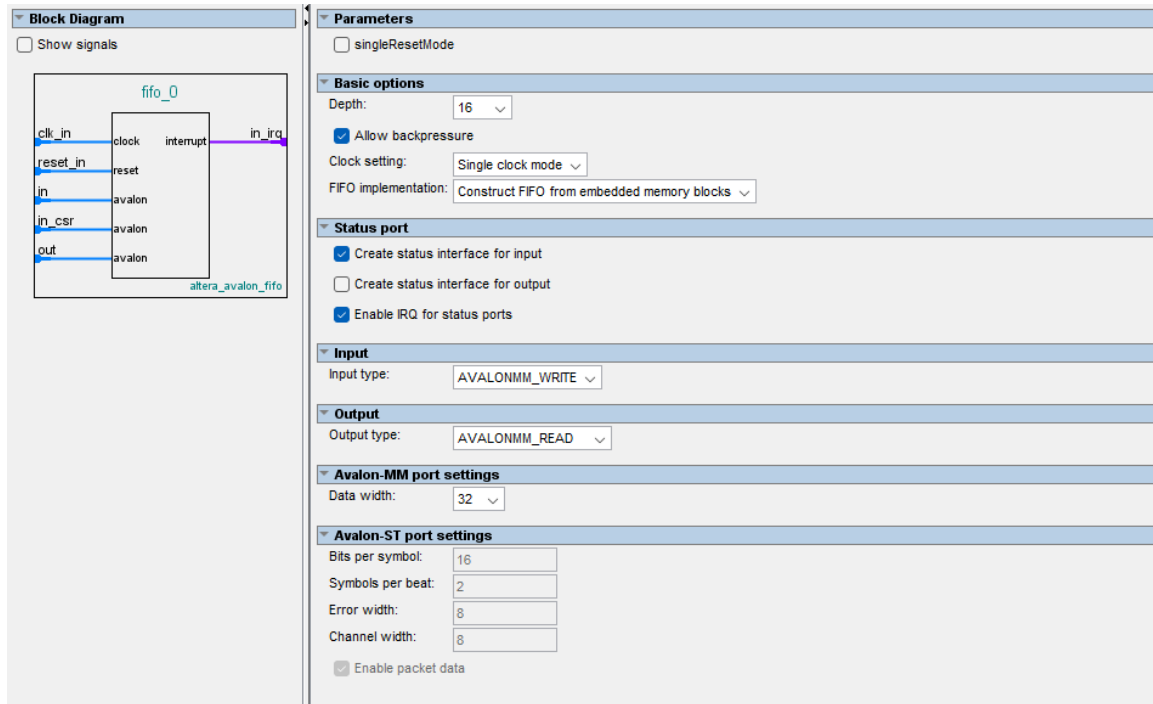 Block Diagram
Show signals
fifo_0
clk_in
clock
interrupt
in_irq
reset_in
reset
in
avalon
in_csr
avalon
out
avalon
altera_avalon_fifo
Parameters
singleResetMode
Basic options
Depth: 16
Allow backpressure
Clock setting: Single clock mode
FIFO implementation: Construct FIFO from embedded memory blocks
Status port
Create status interface for input
Create status interface for output
Enable IRQ for status ports
Input
Input type: AVALONMM_WRITE
Output
Output type: AVALONMM_READ
Avalon-MM port settings
Data width: 32
Avalon-ST port settings
Bits per symbol: 16
Symbols per beat: 2
Error width: 8
Channel width: 8
Enable packet data